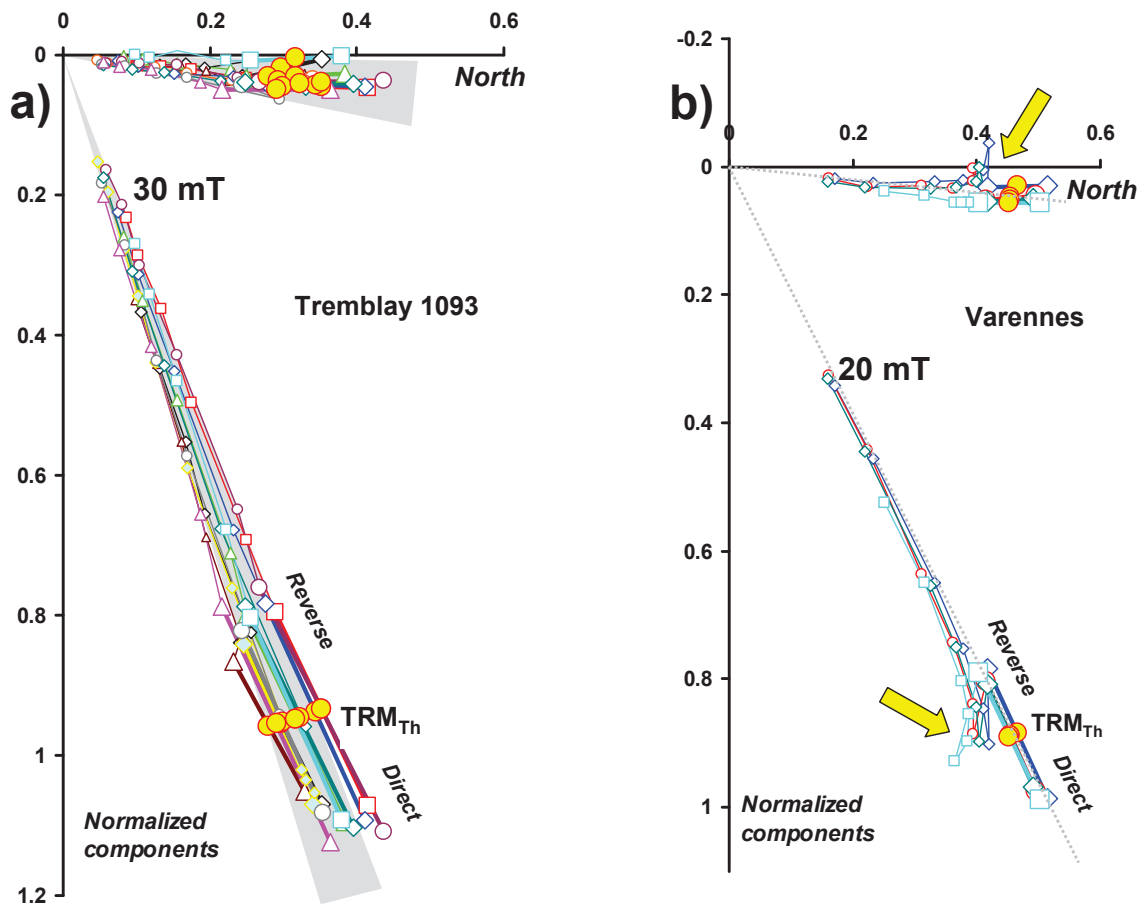 0
0.2
0.4
0.6
0
North
a)
30 mT
0.2
Tremblay 1093
0.4
0.6
Reverse
0.8
TRM_Th
1
Direct
Normalized
components
1.2
-0.2
b)
0
0.2
0.4
0.6
0
North
0.2
Varennes
20 mT
0.4
0.6
Reverse
0.8
TRM_Th
Direct
1
Normalized
components